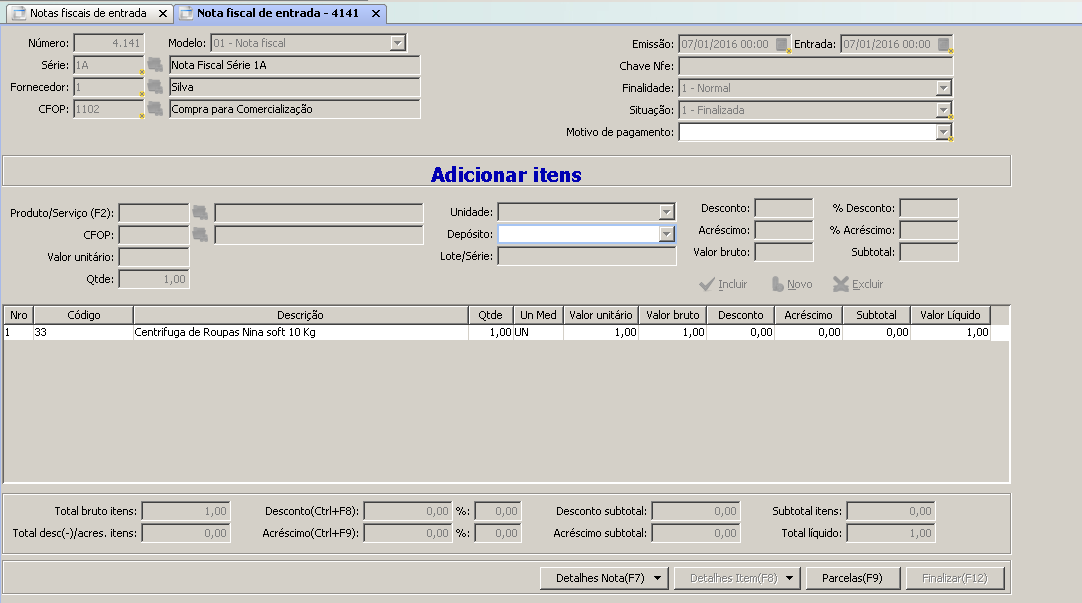 Notas fiscais de entrada
Nota fiscal de entrada - 4141
Número: 4.141 Modelo: 01 - Nota fiscal
Série: 1A Nota Fiscal Série 1A
Fornecedor: 1 Silva
CFOP: 1102 Compra para Comercialização
Emissão: 07/01/2016 00:00 Entrada: 07/01/2016 00:00
Chave Nfe:
Finalidade: 1 - Normal
Situação: 1 - Finalizada
Motivo de pagamento:
Adicionar itens
Produto/Serviço (F2):
CFOP:
Valor unitário:
Qtde: 1,00
Unidade:
Depósito:
Lote/Série:
Desconto: % Desconto:
Acréscimo: % Acréscimo:
Valor bruto: Subtotal:
Incluir Novo Excluir
Nro Código Descrição Qtde Un Med Valor unitário Valor bruto Desconto Acréscimo Subtotal Valor Líquido
1 33 Centrifuga de Roupas Nina soft 10 Kg 1,00 UN 1,00 1,00 0,00 0,00 0,00 1,00
Total bruto itens: 1,00 Desconto(Ctrl+F8): 0,00 %: 0,00 Desconto subtotal: 0,00 Subtotal itens: 0,00
Total desc(-)/acres. itens: 0,00 Acréscimo(Ctrl+F9): 0,00 %: 0,00 Acréscimo subtotal: 0,00 Total líquido: 1,00
Detalhes Nota(F7) Detalhes Item(F8) Parcelas(F9) Finalizar(F12)